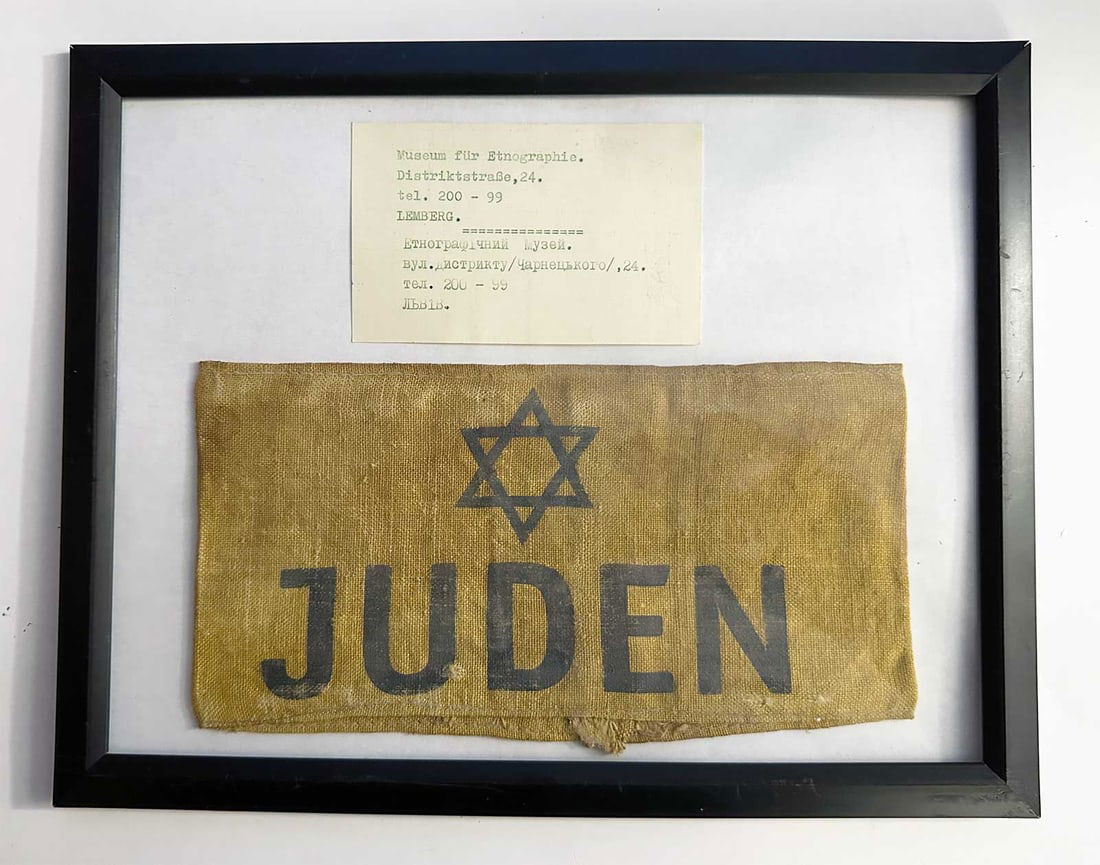 Museum für Etnographie.
Distriktstraße,24.
tel. 200 - 99
LEMBERG.
===============
Етнографічний Музей.
вул.дистрикту/Чарнецького/,24.
тел. 200 - 99
ЛЬВІВ.
JUDEN